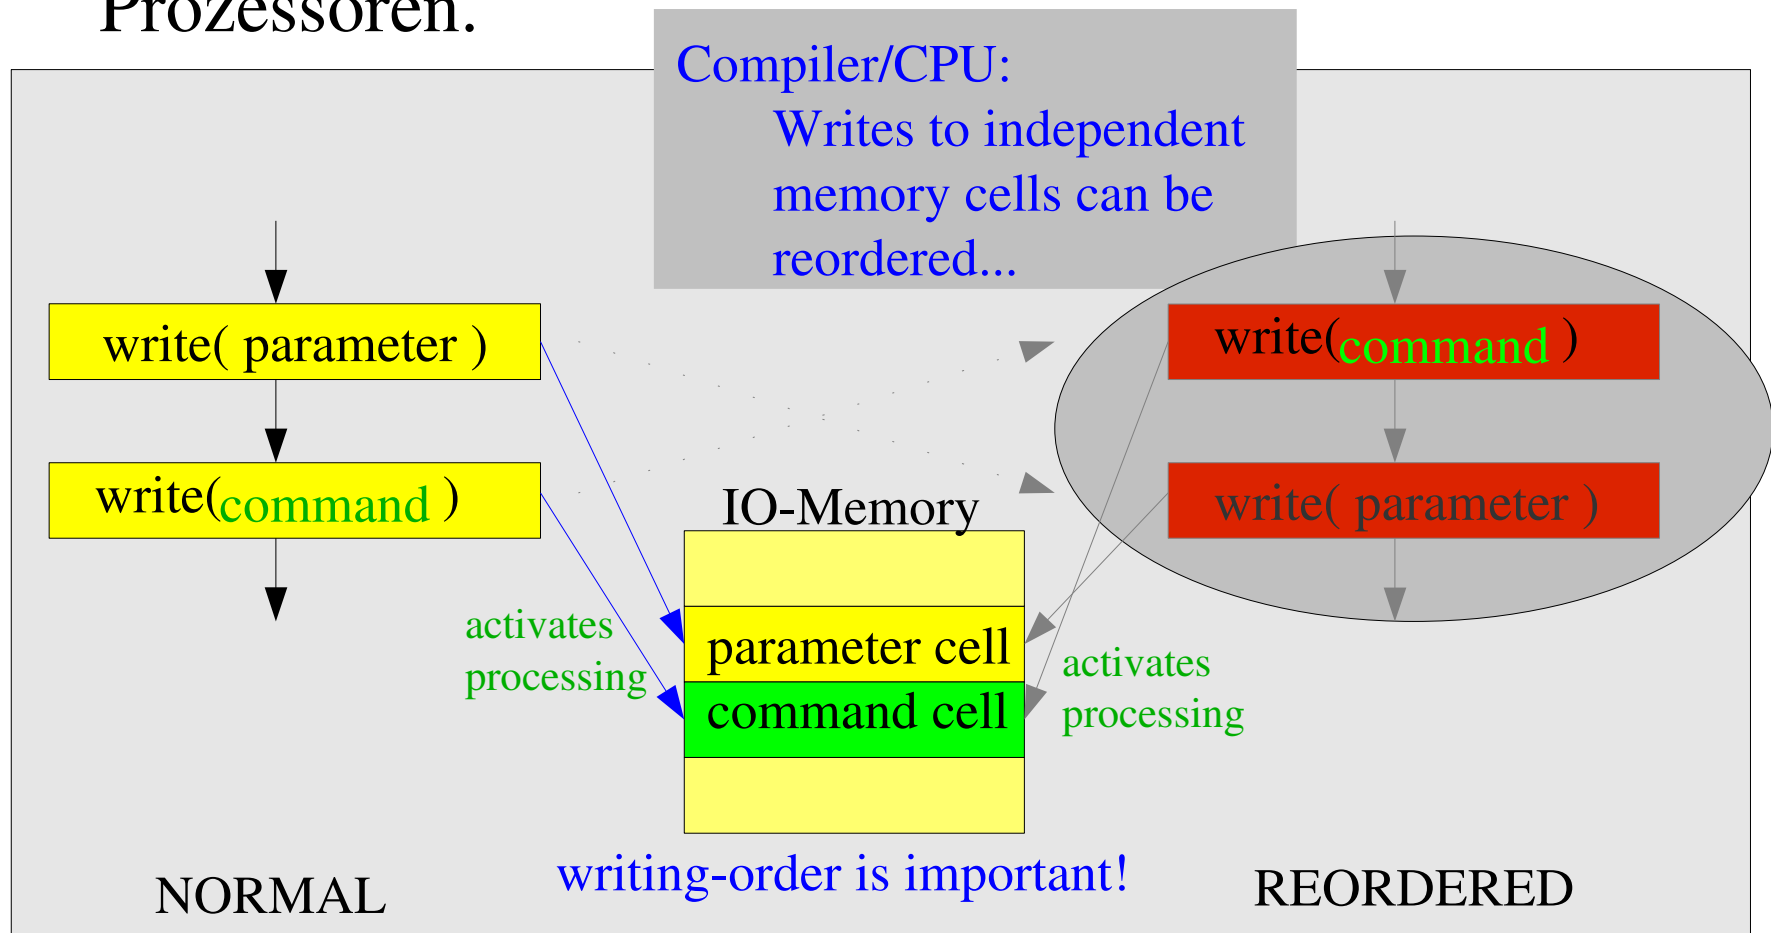 Prozessoren.
Compiler/CPU:
Writes to independent
memory cells can be
reordered...
write( parameter )
write(command )
write(command )
write( parameter )
IO-Memory
activates
processing
parameter cell
command cell
activates
processing
writing-order is important!
NORMAL
REORDERED